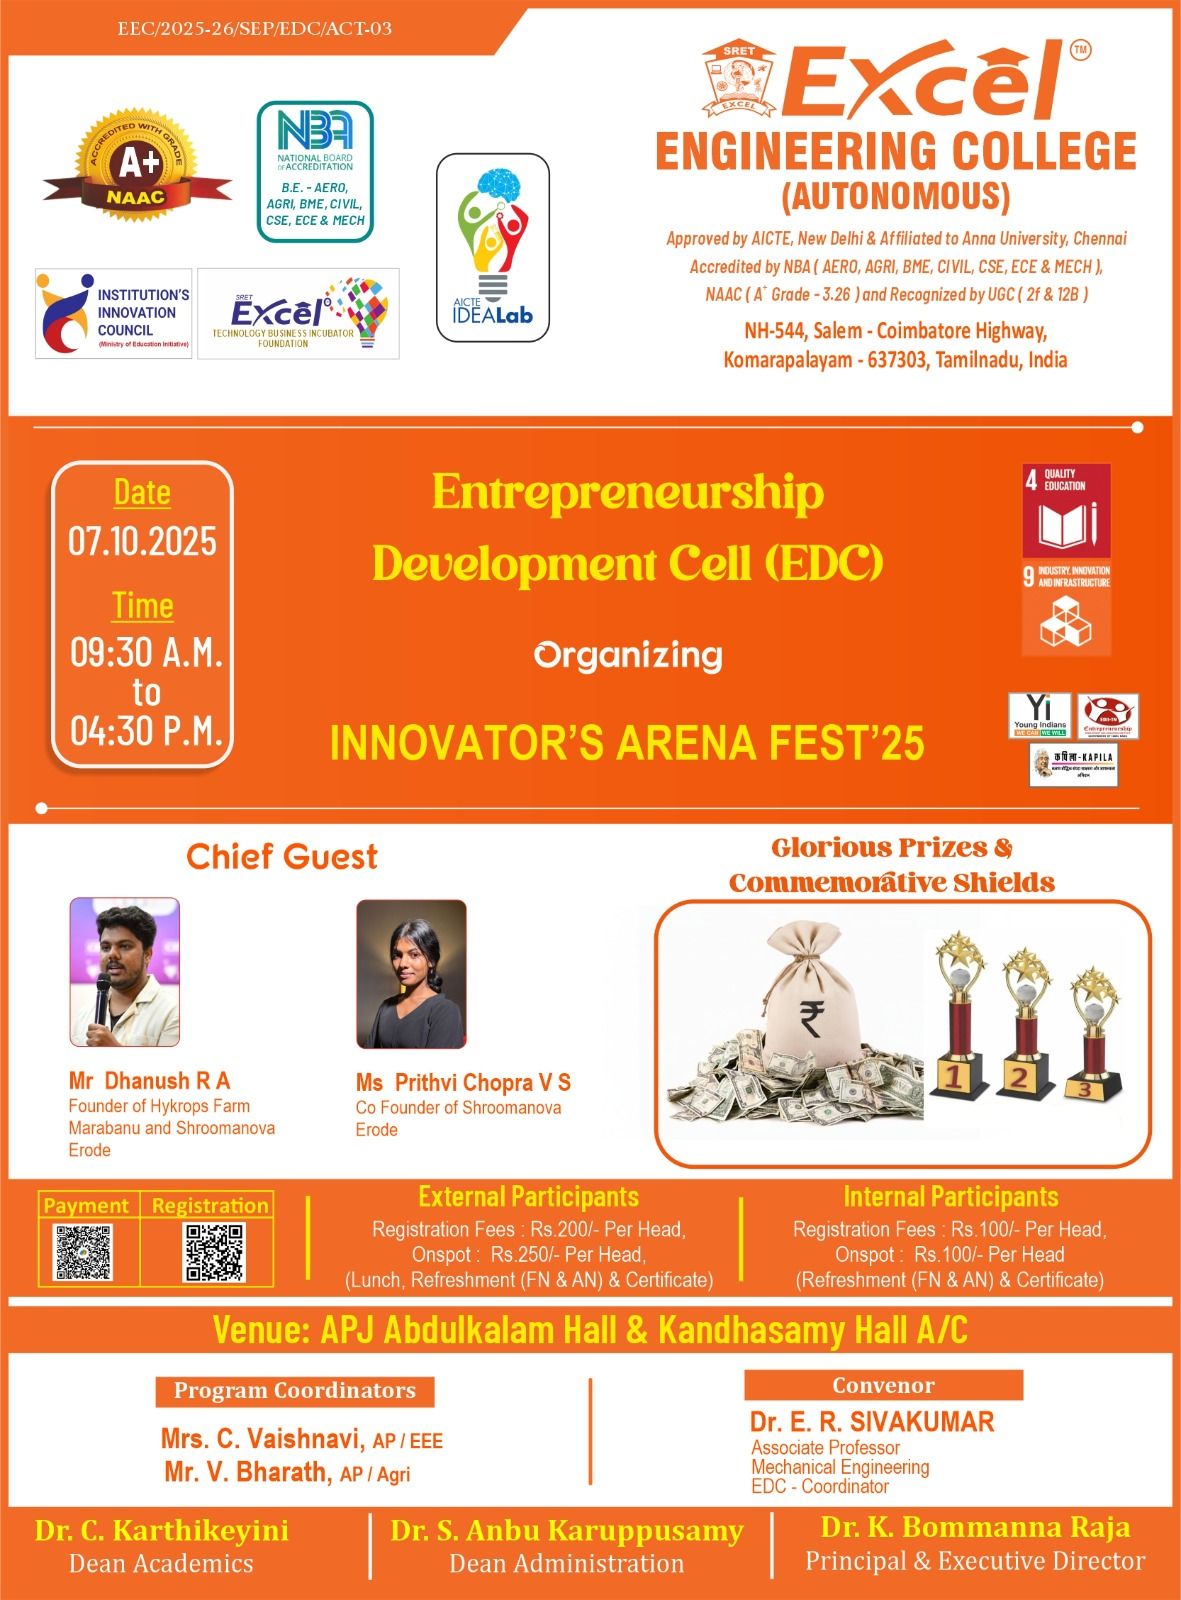 EEC/2025-26/SEP/EDC/ACT-03
ACCREDITED WITH GRADE
A+
NAAC
NBA
NATIONAL BOARD
OF ACCREDITATION
B.E. - AERO,
AGRI, BME, CIVIL,
CSE, ECE & MECH
INSTITUTION'S
INNOVATION
COUNCIL
(Ministry of Education Initiative)
SRET
Excel
TECHNOLOGY BUSINESS INCUBATOR
FOUNDATION
AICTE
IDEALab
SRET
EXCEL
Excel TM
ENGINEERING COLLEGE
(AUTONOMOUS)
Approved by AICTE, New Delhi & Affiliated to Anna University, Chennai
Accredited by NBA ( AERO, AGRI, BME, CIVIL, CSE, ECE & MECH ),
NAAC ( A+ Grade - 3.26 ) and Recognized by UGC ( 2f & 12B )
NH-544, Salem - Coimbatore Highway,
Komarapalayam - 637303, Tamilnadu, India
Date
07.10.2025
Time
09:30 A.M.
to
04:30 P.M.
Entrepreneurship
Development Cell (EDC)
Organizing
INNOVATOR'S ARENA FEST'25
4 QUALITY
EDUCATION
9 INDUSTRY, INNOVATION
AND INFRASTRUCTURE
Yi
Young Indians
WE CAN WE WILL
Entrepreneurship
कपिला - KAPILA
Chief Guest
Mr Dhanush R A
Founder of Hykrops Farm
Marabanu and Shroomanova
Erode
Ms Prithvi Chopra V S
Co Founder of Shroomanova
Erode
Glorious Prizes &
Commemorative Shields
₹
1
2
3
Payment
Registration
External Participants
Registration Fees : Rs.200/- Per Head,
Onspot : Rs.250/- Per Head,
(Lunch, Refreshment (FN & AN) & Certificate)
Internal Participants
Registration Fees : Rs.100/- Per Head,
Onspot : Rs.100/- Per Head
(Refreshment (FN & AN) & Certificate)
Venue: APJ Abdulkalam Hall & Kandhasamy Hall A/C
Program Coordinators
Mrs. C. Vaishnavi, AP / EEE
Mr. V. Bharath, AP / Agri
Convenor
Dr. E. R. SIVAKUMAR
Associate Professor
Mechanical Engineering
EDC - Coordinator
Dr. C. Karthikeyini
Dean Academics
Dr. S. Anbu Karuppusamy
Dean Administration
Dr. K. Bommanna Raja
Principal & Executive Director